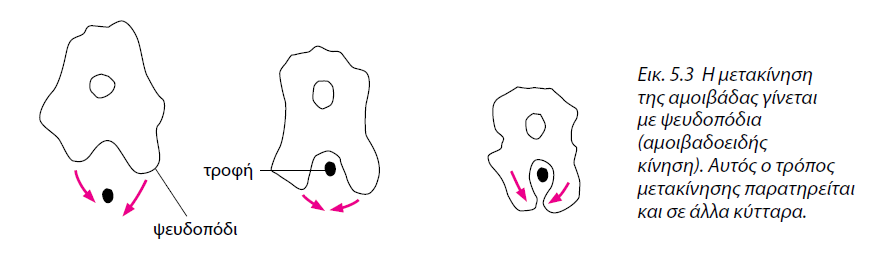 τροφή
ψευδοπόδι
Εικ. 5.3 Η μετακίνηση
της αμοιβάδας γίνεται
με ψευδοπόδια
(αμοιβαδοειδής
κίνηση). Αυτός ο τρόπος
μετακίνησης παρατηρείται
και σε άλλα κύτταρα.